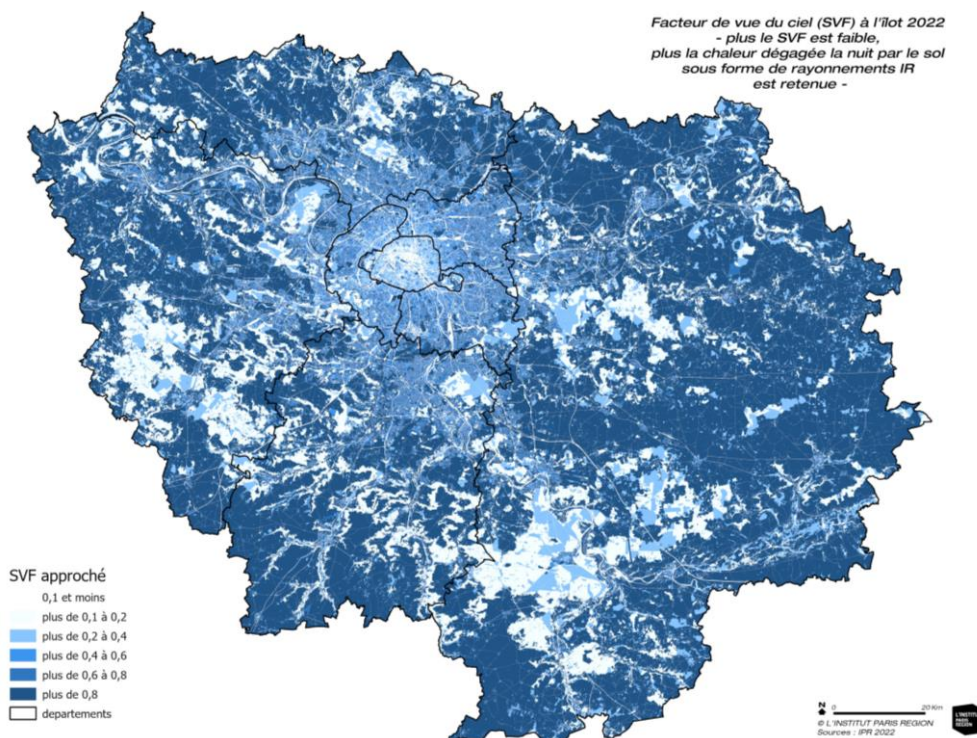 Facteur de vue du ciel (SVF) à l'îlot 2022
- plus le SVF est faible,
plus la chaleur dégagée la nuit par le sol
sous forme de rayonnements IR
est retenue -
SVF approché
0,1 et moins
plus de 0,1 à 0,2
plus de 0,2 à 0,4
plus de 0,4 à 0,6
plus de 0,6 à 0,8
plus de 0,8
departements
N
0 20 Km
© L'INSTITUT PARIS REGION
Sources : IPR 2022
L'INSTITUT
PARIS
REGION